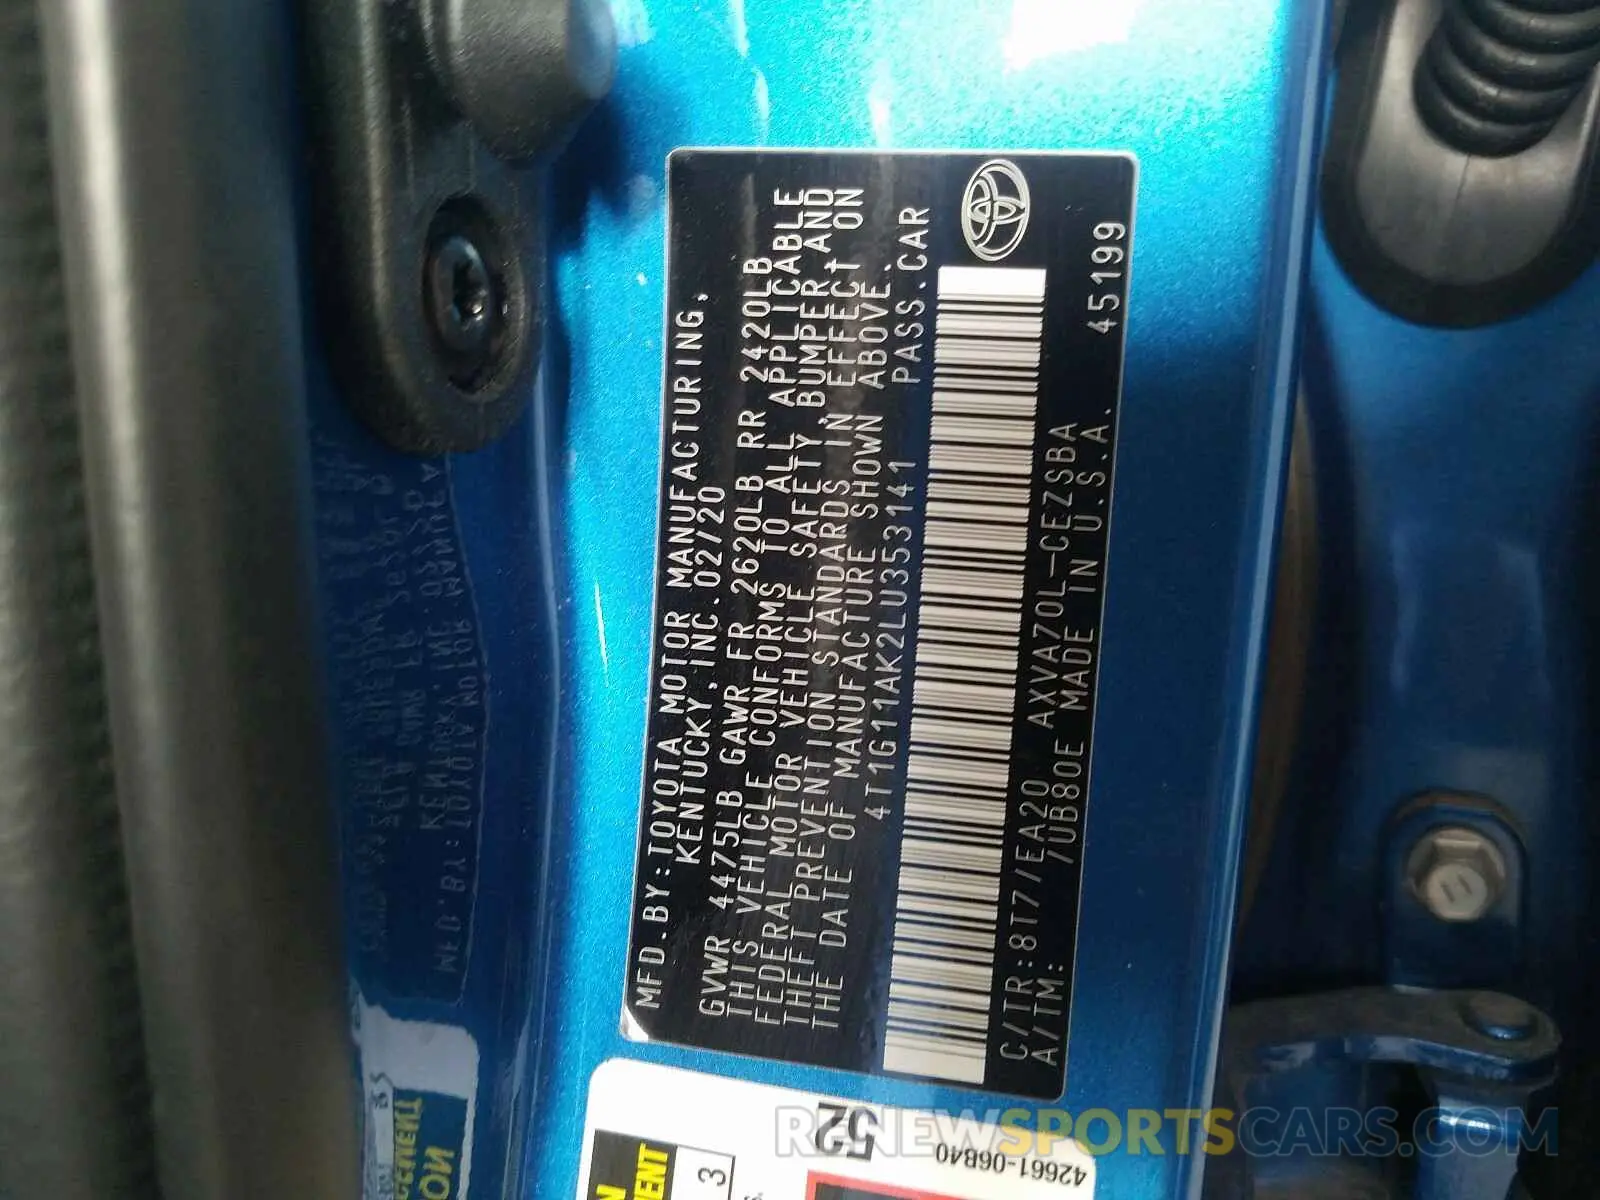 MFD.BY:TOYOTA MOTOR MANUFACTURING,
KENTUCKY,INC.02/20
GVWR 4475LB GAWR FR 2620LB RR 2420LB
THIS VEHICLE CONFORMS TO ALL APPLICABLE
FEDERAL MOTOR VEHICLE SAFETY, BUMPER, AND
THEFT PREVENTION STANDARDS IN EFFECT ON
THE DATE OF MANUFACTURE SHOWN ABOVE.
4T1G11AK2LU353141 PASS.CAR
C/TR:8T7/EA20 AXVA70L-CEZSBA 45199
A/TM: /UB80E MADE IN U.S.A.
52
42661-06B40
3
RENEWSPORTSCARS.COM